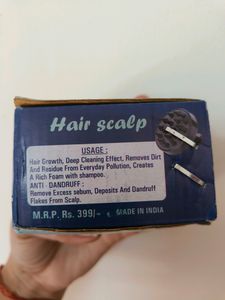 Hair scalp
USAGE :
Hair Growth, Deep Cleaning Effect, Removes Dirt
And Residue From Everyday Pollution, Creates
A Rich Foam with shampoo.
ANTI - DANDRUFF :
Remove Excess sebum, Deposits And Dandruff
Flakes From Scalp.
M.R.P. Rs. 399/- MADE IN INDIA